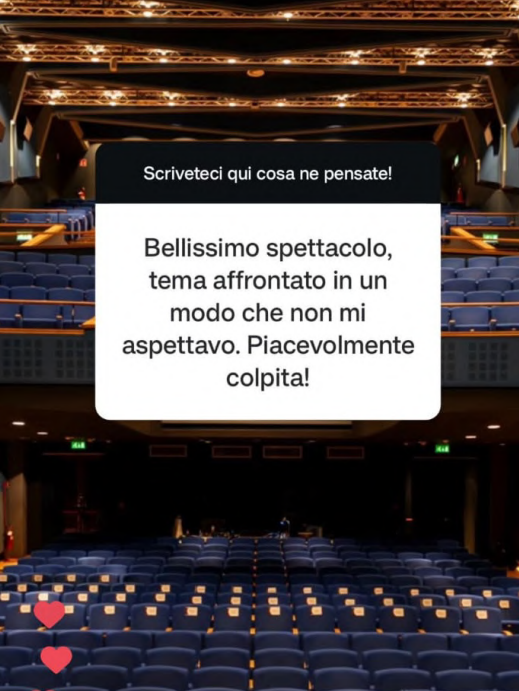 Scriveteci qui cosa ne pensate!
Bellissimo spettacolo,
tema affrontato in un
modo che non mi
aspettavo. Piacevolmente
colpita!